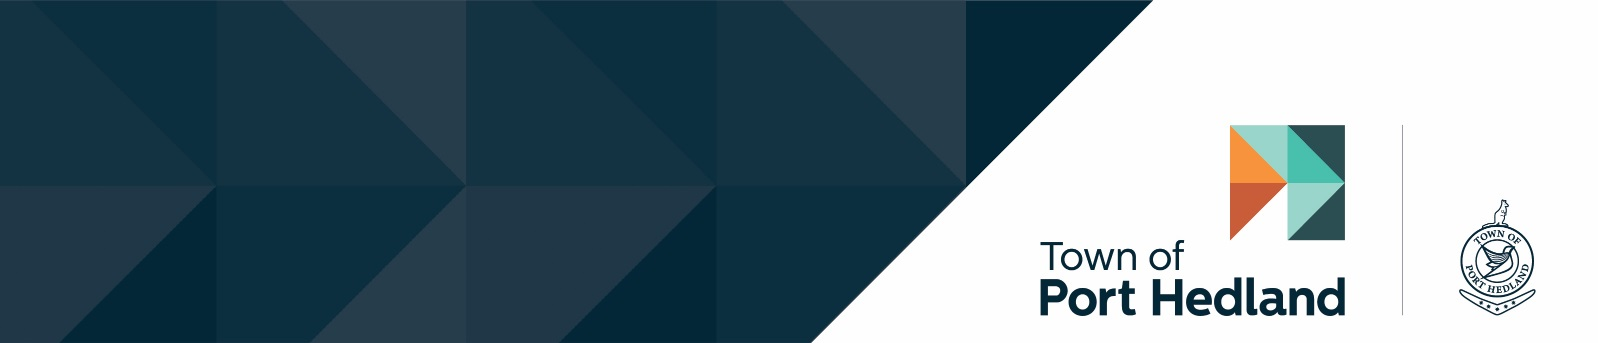 Town of
Port Hedland
TOWN OF
PORT HEDLAND